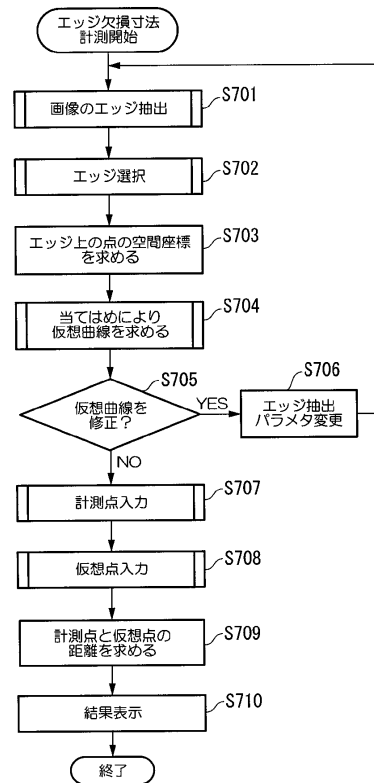 エッジ欠損寸法
計測開始
画像のエッジ抽出
S701
エッジ選択
S702
エッジ上の点の空間座標
を求める
S703
当てはめにより
仮想曲線を求める
S704
仮想曲線を
修正？
S705
YES
エッジ抽出
パラメタ変更
S706
NO
計測点入力
S707
仮想点入力
S708
計測点と仮想点の
距離を求める
S709
結果表示
S710
終了